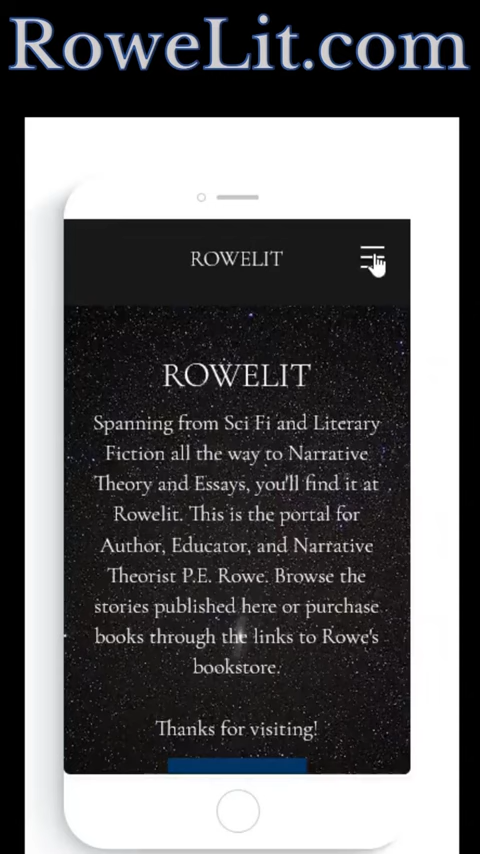 RoweLit.com
ROWELIT
ROWELIT
Spanning from Sci Fi and Literary
Fiction all the way to Narrative
Theory and Essays, you'll find it at
Rowelit. This is the portal for
Author, Educator, and Narrative
Theorist P.E. Rowe. Browse the
stories published here or purchase
books through the links to Rowe's
bookstore.
Thanks for visiting!